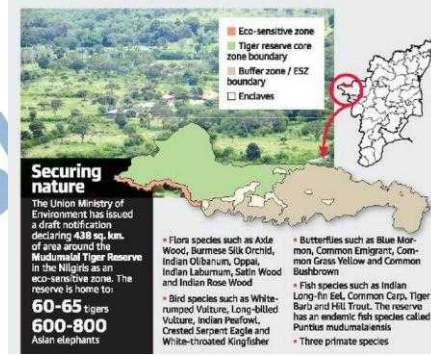 Eco-sensitive zone
Tiger reserve core
zone boundary
Buffer zone / ESZ
boundary
Enclaves
Securing
nature
The Union Ministry of
Environment has issued
a draft notification
declaring 438 sq. km.
of area around the
Mudumalai Tiger Reserve
in the Nilgiris as an
eco-sensitive zone. The
reserve is home to:
60-65 tigers
600-800
Asian elephants
• Flora species such as Axle
Wood, Burmese Silk Orchid,
Indian Olibanum, Oppai,
Indian Laburnum, Satin Wood
and Indian Rose Wood
• Bird species such as White-
rumped Vulture, Long-billed
Vulture, Indian Peafowl,
Crested Serpent Eagle and
White-throated Kingfisher
• Butterflies such as Blue Mor-
mon, Common Emigrant, Com-
mon Grass Yellow and Common
Bushbrown
• Fish species such as Indian
Long-fin Eel, Common Carp, Tiger
Barb and Hill Trout. The reserve
has an endemic fish species called
Puntius mudumalaiensis
• Three primate species